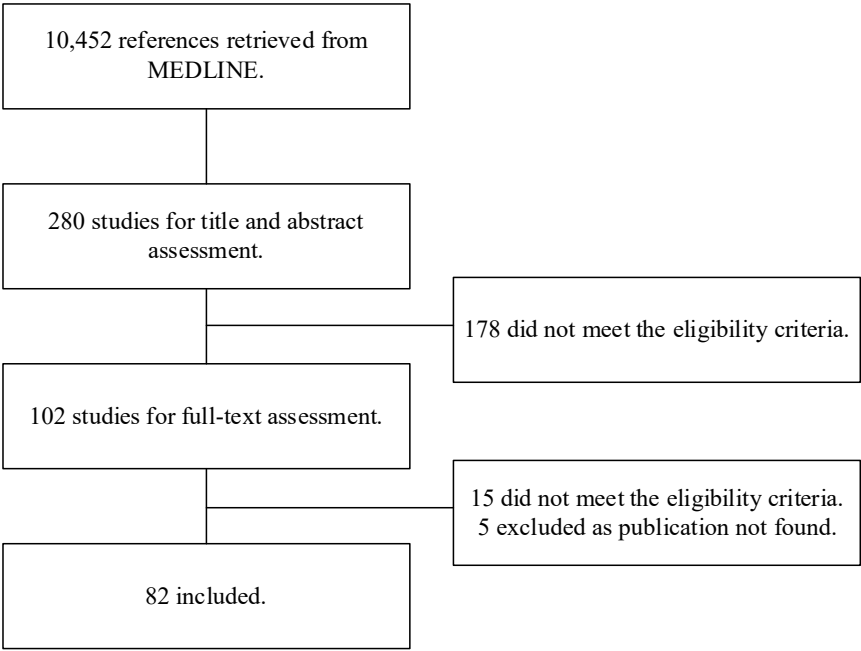 10,452 references retrieved from
MEDLINE.
280 studies for title and abstract
assessment.
178 did not meet the eligibility criteria.
102 studies for full-text assessment.
15 did not meet the eligibility criteria.
5 excluded as publication not found.
82 included.